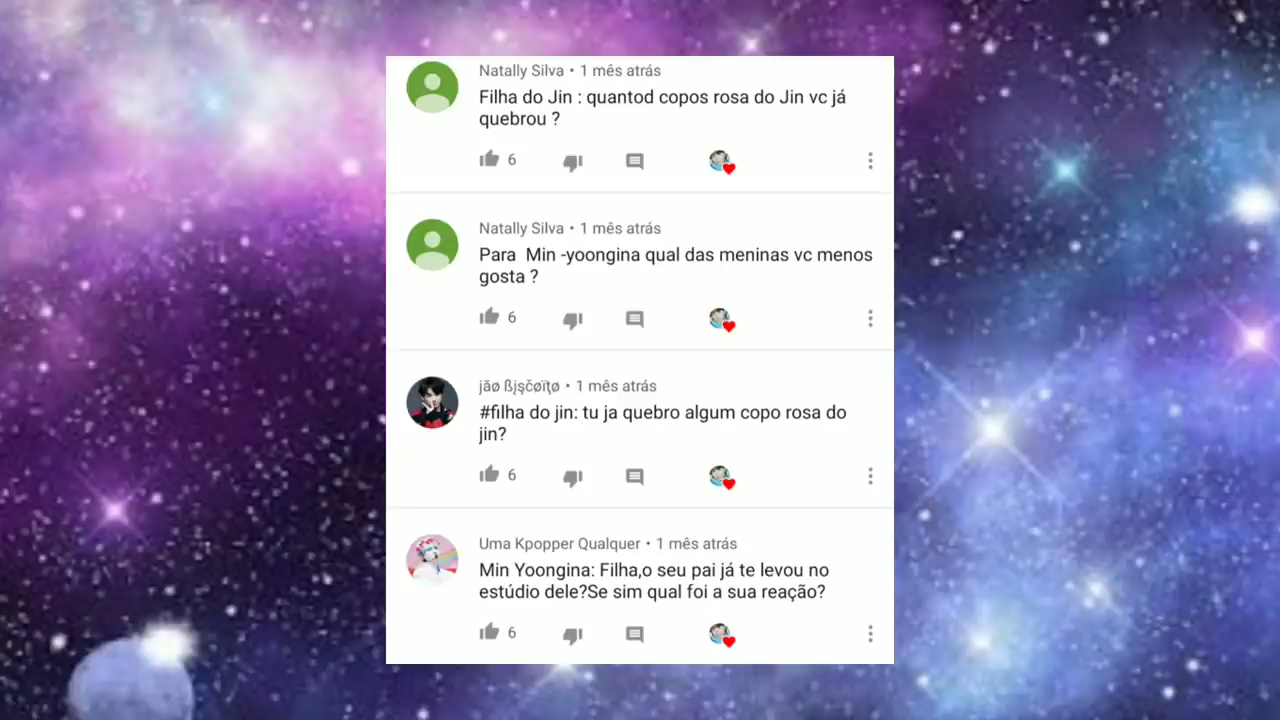 Natally Silva • 1 mês atrás
Filha do Jin : quantod copos rosa do Jin vc já
quebrou ?
6
Natally Silva • 1 mês atrás
Para  Min -yoongina qual das meninas vc menos
gosta ?
6
jãø ßjşčøïţø • 1 mês atrás
#filha do jin: tu ja quebro algum copo rosa do
jin?
6
Uma Kpopper Qualquer • 1 mês atrás
Min Yoongina: Filha,o seu pai já te levou no
estúdio dele?Se sim qual foi a sua reação?
6